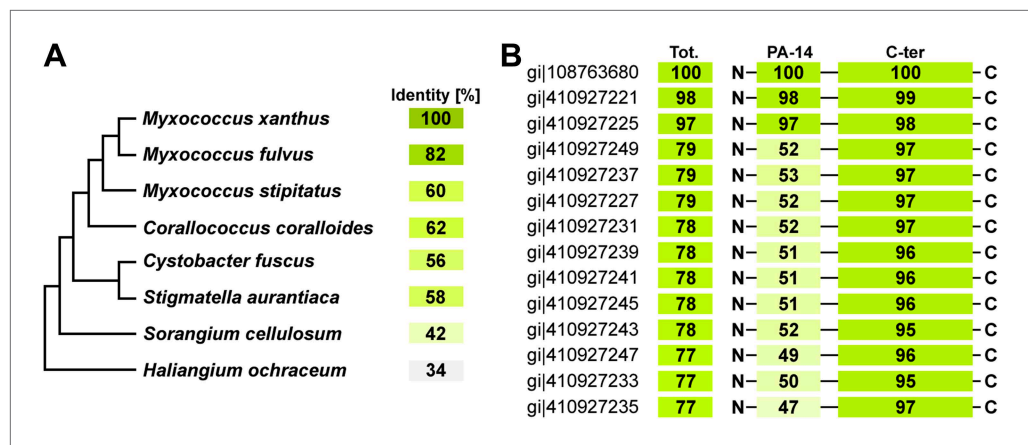 A
Identity [%]
Myxococcus xanthus 100
Myxococcus fulvus 82
Myxococcus stipitatus 60
Corallococcus coralloides 62
Cystobacter fuscus 56
Stigmatella aurantiaca 58
Sorangium cellulosum 42
Haliangium ochraceum 34
B
Tot. PA-14 C-ter
gi|108763680 100 N 100 100 C
gi|410927221 98 N 98 99 C
gi|410927225 97 N 97 98 C
gi|410927249 79 N 52 97 C
gi|410927237 79 N 53 97 C
gi|410927227 79 N 52 97 C
gi|410927231 78 N 52 97 C
gi|410927239 78 N 51 96 C
gi|410927241 78 N 51 96 C
gi|410927245 78 N 51 96 C
gi|410927243 78 N 52 95 C
gi|410927247 77 N 49 96 C
gi|410927233 77 N 50 95 C
gi|410927235 77 N 47 97 C